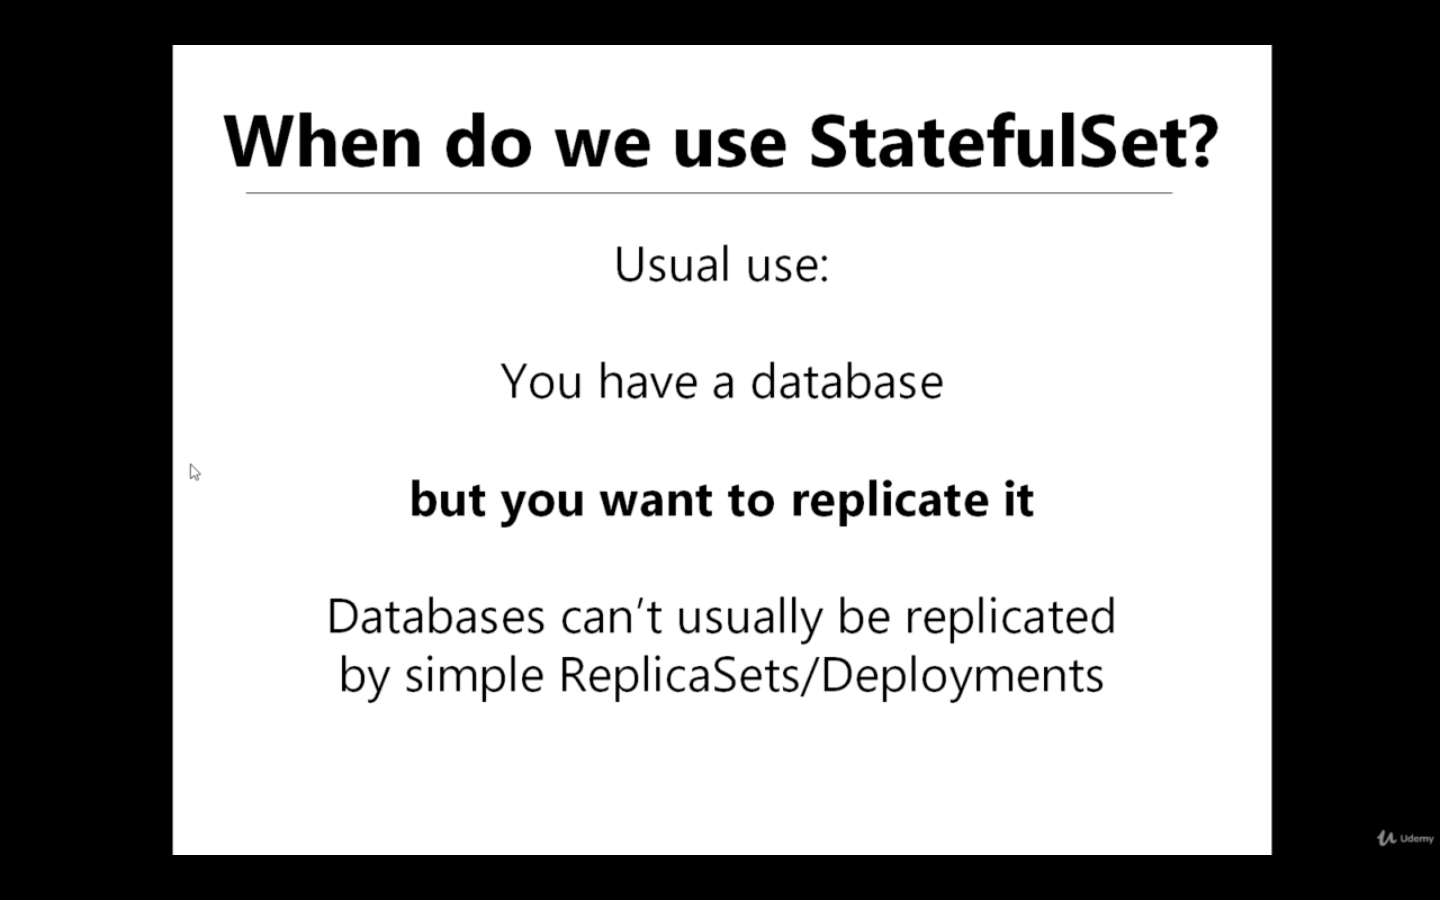 When do we use StatefulSet?
Usual use:
You have a database
but you want to replicate it
Databases can’t usually be replicated
by simple ReplicaSets/Deployments
Udemy